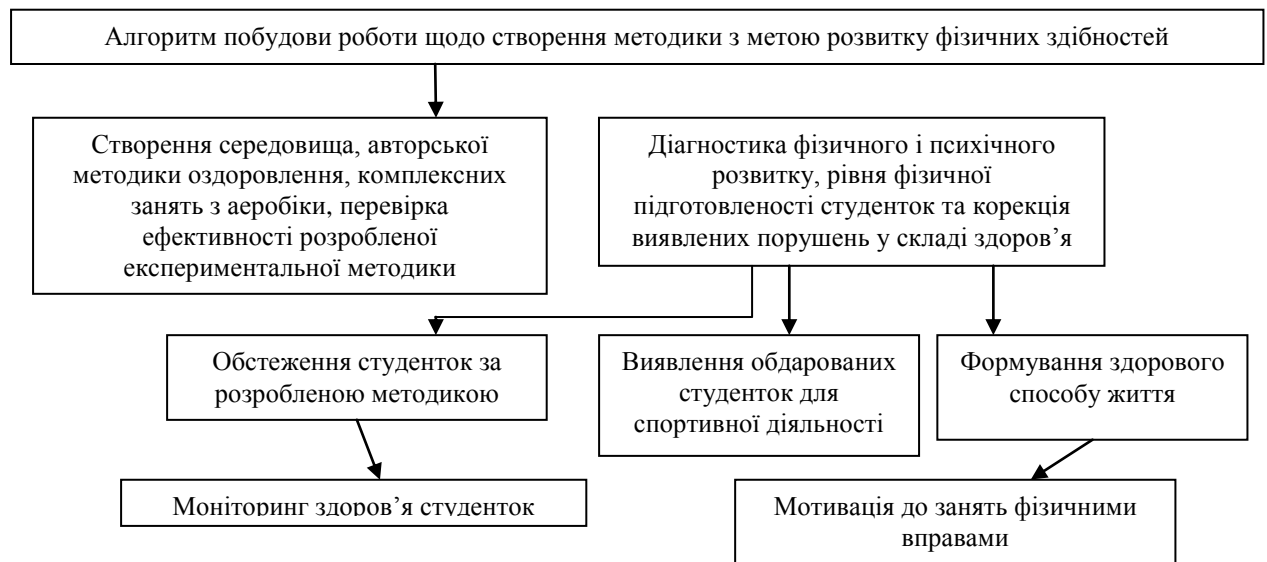 Алгоритм побудови роботи щодо створення методики з метою розвитку фізичних здібностей
Створення середовища, авторської
методики оздоровлення, комплексних
занять з аеробіки, перевірка
ефективності розробленої
експериментальної методики
Діагностика фізичного і психічного
розвитку, рівня фізичної
підготовленості студенток та корекція
виявлених порушень у складі здоров’я
Обстеження студенток за
розробленою методикою
Виявлення обдарованих
студенток для
спортивної діяльності
Формування здорового
способу життя
Моніторинг здоров’я студенток
Мотивація до занять фізичними
вправами